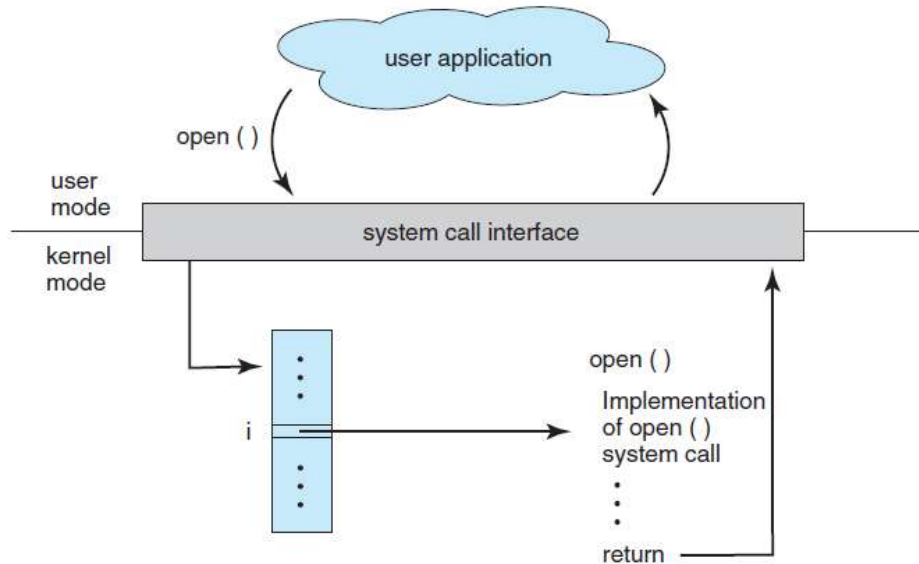 user application
open ( )
user
mode
system call interface
kernel
mode
open ( )
i
Implementation
of open ( )
system call
return